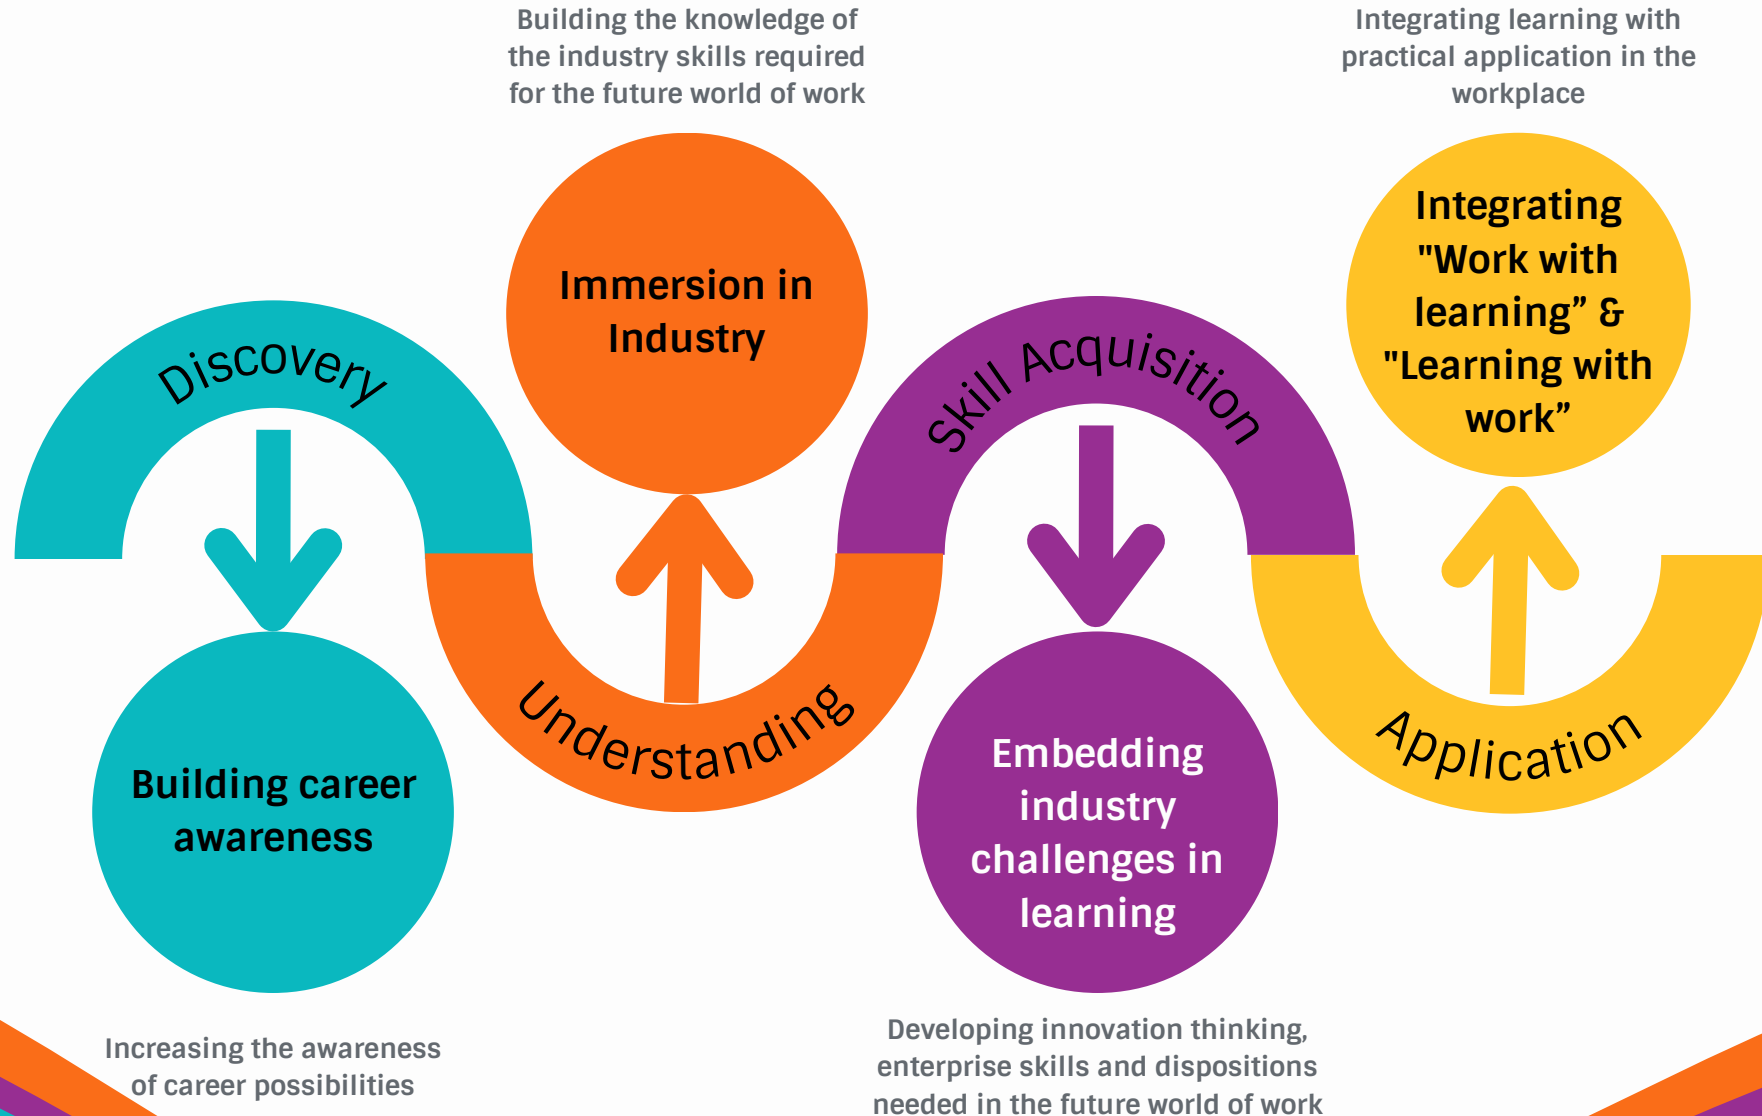 Building the knowledge of
the industry skills required
for the future world of work
Integrating learning with
practical application in the
workplace
Immersion in
Industry
Integrating
"Work with
learning” &
"Learning with
work”
Discovery
Skill Acquisition
Understanding
Application
Building career
awareness
Embedding
industry
challenges in
learning
Increasing the awareness
of career possibilities
Developing innovation thinking,
enterprise skills and dispositions
needed in the future world of work